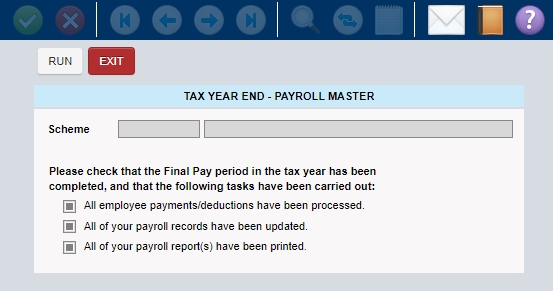 ?
RUN
EXIT
TAX YEAR END - PAYROLL MASTER
Scheme
Please check that the Final Pay period in the tax year has been
completed, and that the following tasks have been carried out:
All employee payments/deductions have been processed.
All of your payroll records have been updated.
All of your payroll report(s) have been printed.